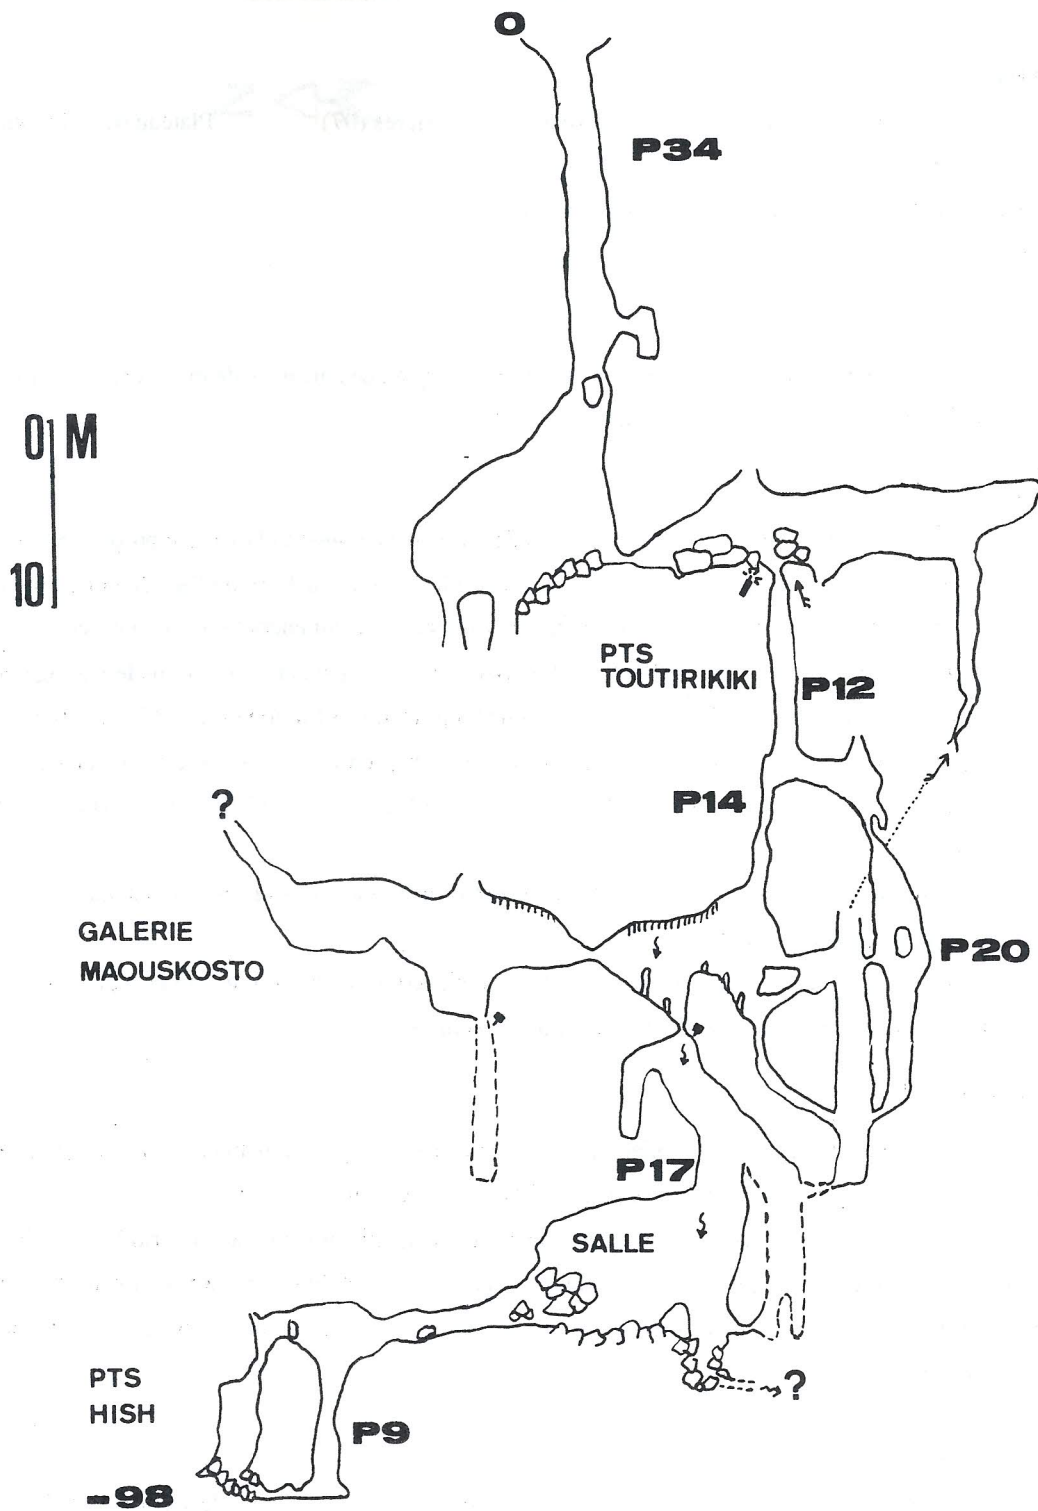 0
P34
0 M
10
PTS
TOUTIRIKIKI
P12
P14
?
GALERIE
MAOUSKOSTO
P20
P17
SALLE
PTS
HISH
?
P9
-98